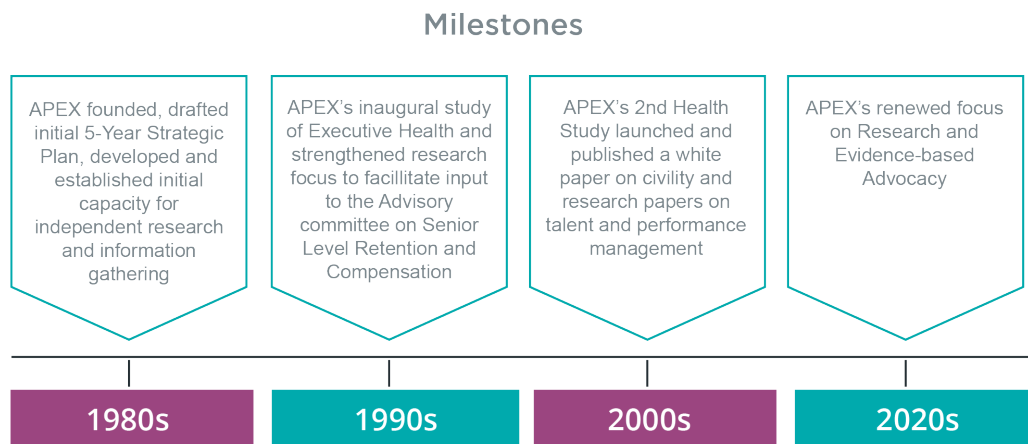 Milestones
APEX founded, drafted
initial 5-Year Strategic
Plan, developed and
established initial
capacity for
independent research
and information
gathering
APEX's inaugural study
of Executive Health and
strengthened research
focus to facillitate input
to the Advisory
committee on Senior
Level Retention and
Compensation
APEX's 2nd Health
Study launched and
published a white
paper on civility and
research papers on
talent and performance
management
APEX's renewed focus
on Research and
Evidence-based
Advocacy
1980s
1990s
2000s
2020s